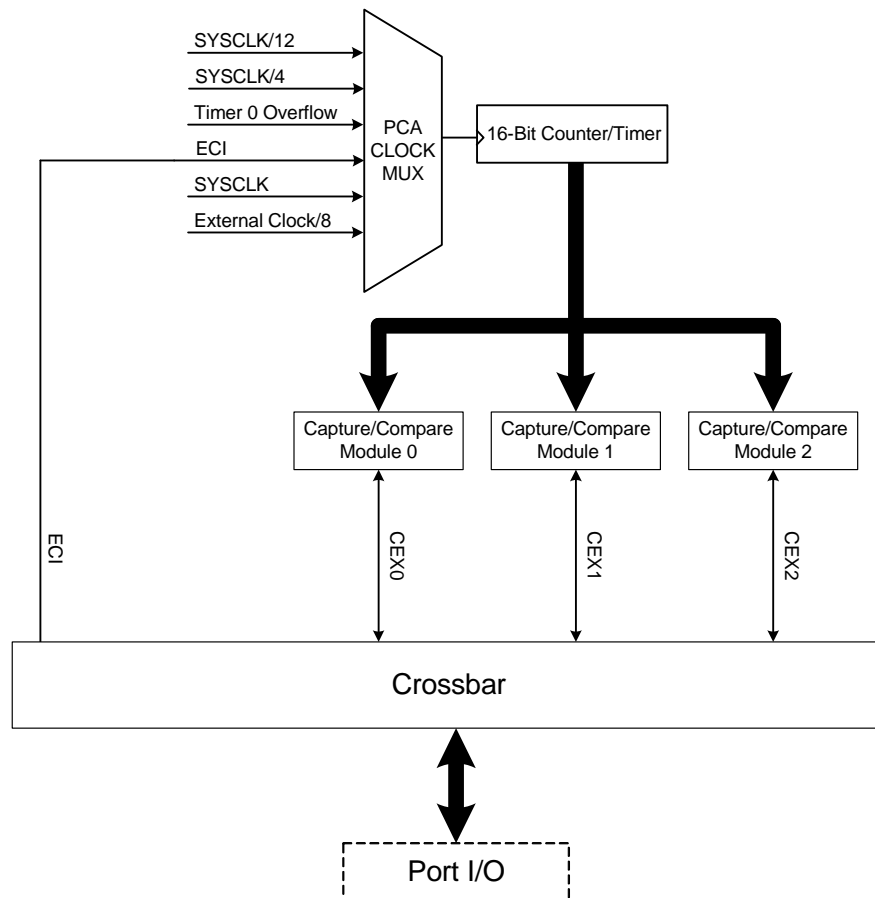 SYSCLK/12
SYSCLK/4
Timer 0 Overflow
ECI
SYSCLK
External Clock/8
PCA
CLOCK
MUX
16-Bit Counter/Timer
Capture/Compare
Module 0
Capture/Compare
Module 1
Capture/Compare
Module 2
ECI
CEX0
CEX1
CEX2
Crossbar
Port I/O